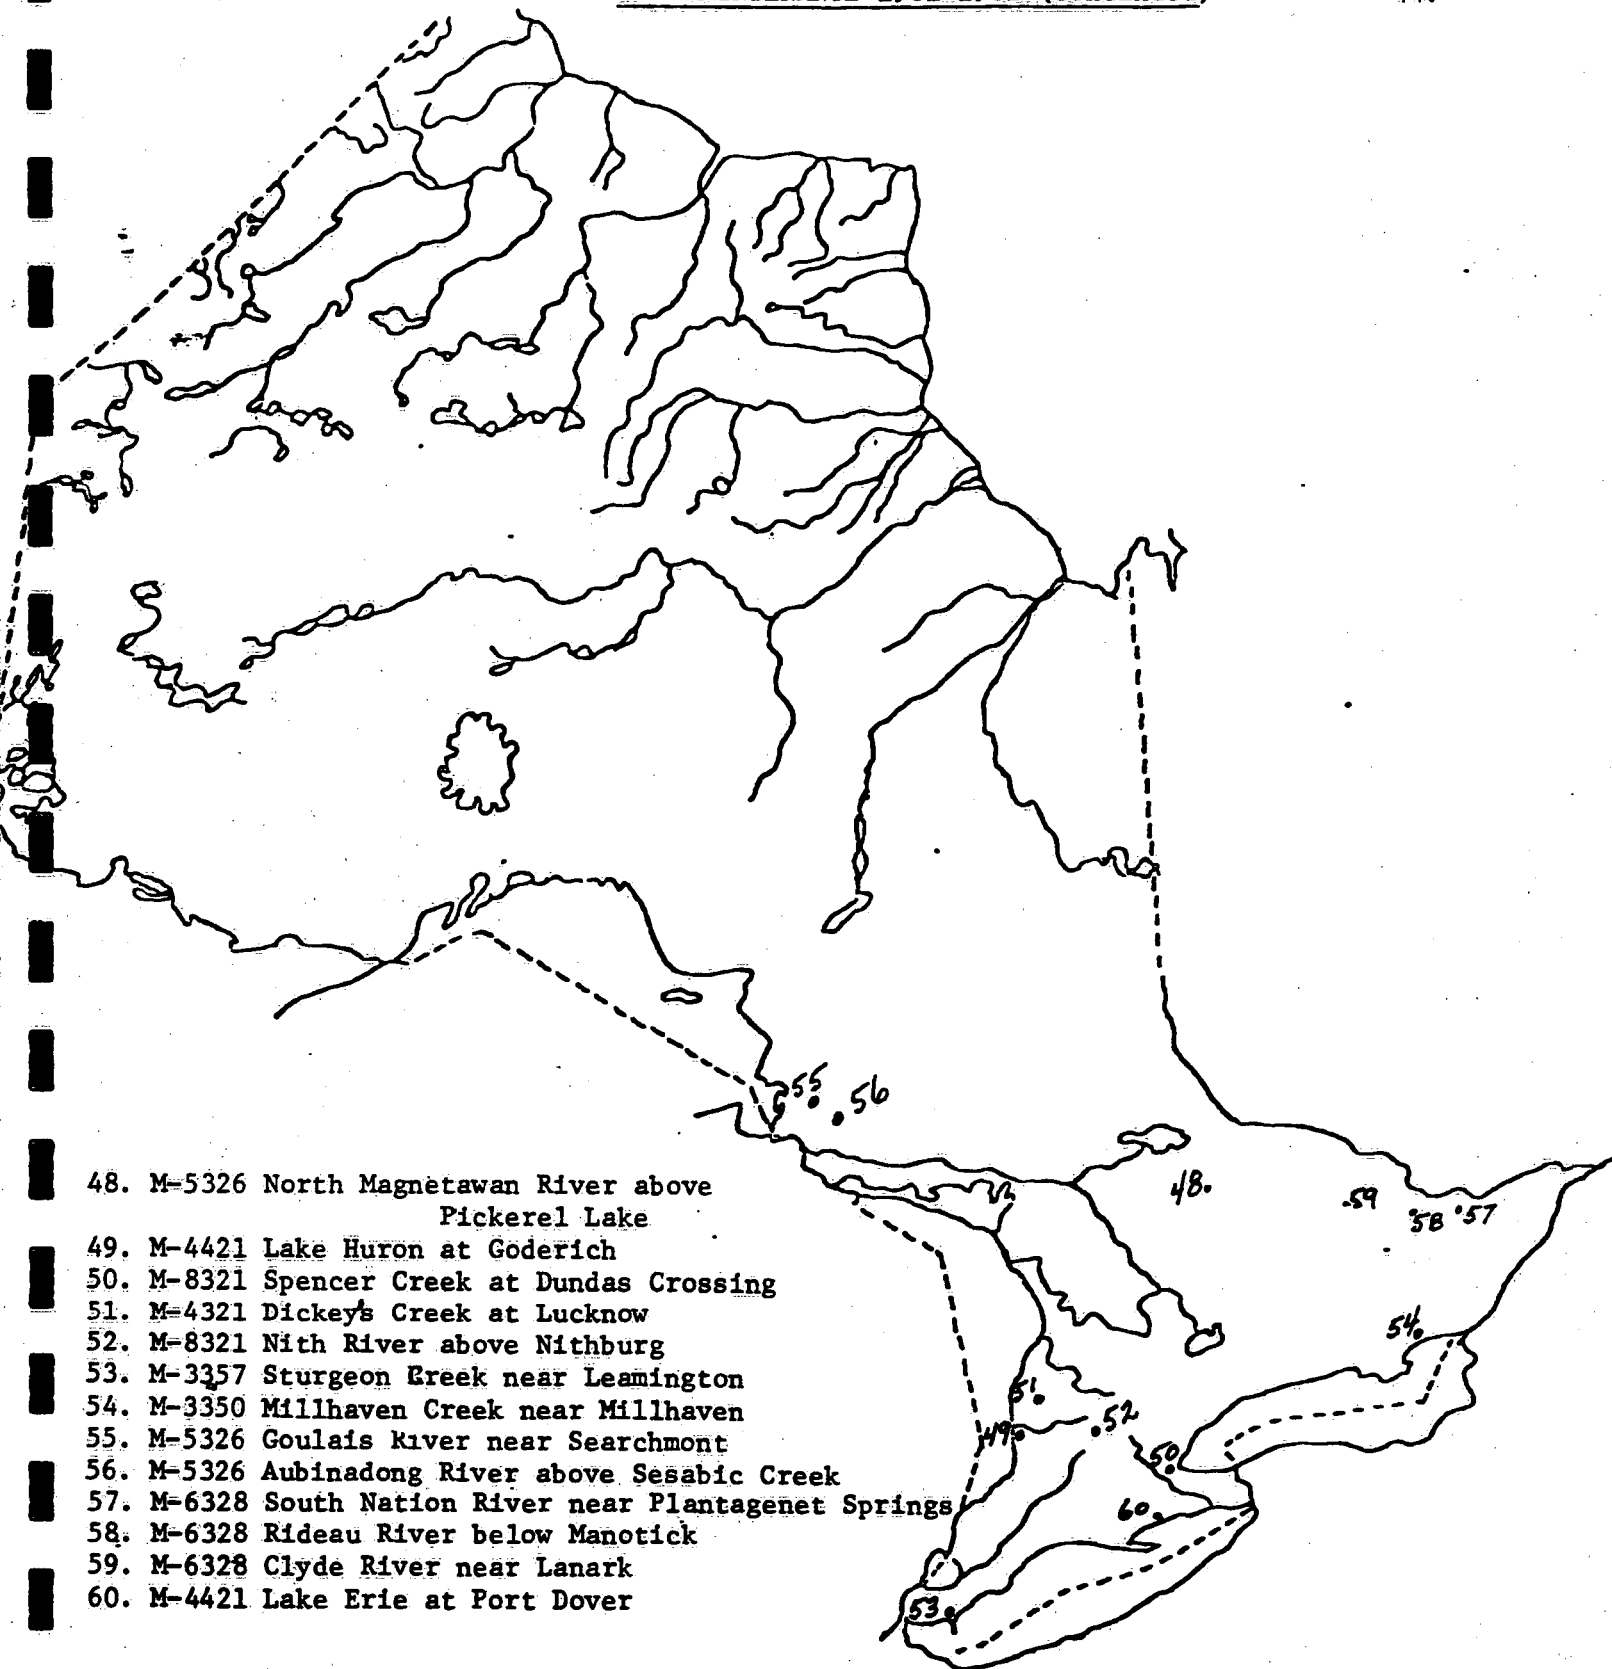 55
56
48.
59
58
57
54.
51.
52
49
50
60.
53
48. M-5326 North Magnetawan River above
Pickerel Lake
49. M-4421 Lake Huron at Goderich
50. M-8321 Spencer Creek at Dundas Crossing
51. M-4321 Dickey's Creek at Lucknow
52. M-8321 Nith River above Nithburg
53. M-3357 Sturgeon Creek near Leamington
54. M-3350 Millhaven Creek near Millhaven
55. M-5326 Goulais River near Searchmont
56. M-5326 Aubinadong River above Sesabic Creek
57. M-6328 South Nation River near Plantagenet Springs
58. M-6328 Rideau River below Manotick
59. M-6328 Clyde River near Lanark
60. M-4421 Lake Erie at Port Dover